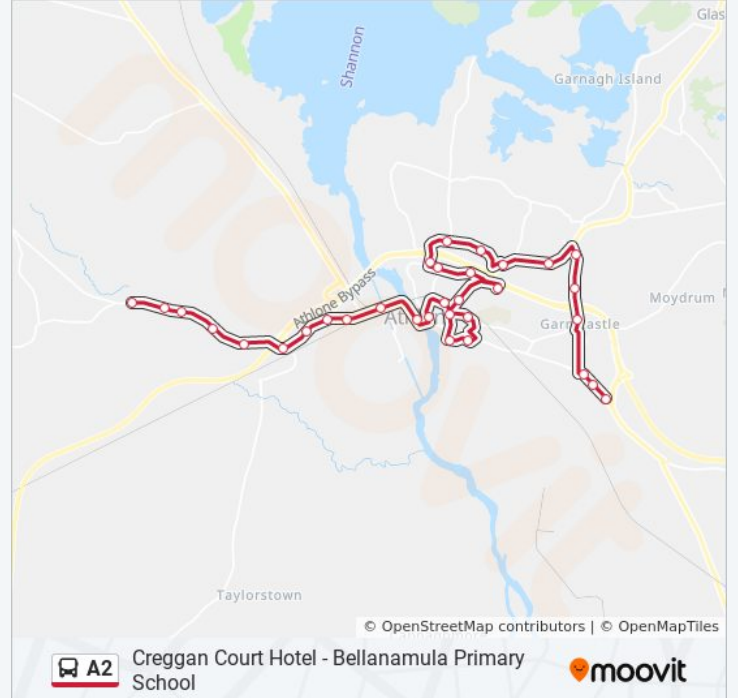 Glas
Shannon
Garnagh Island
Moydrum
Athlone Bypass
Garrycastle
Taylorstown
© OpenStreetMap contributors | © OpenMapTiles
A2
Creggan Court Hotel - Bellanamula Primary
School
moovit
moovit